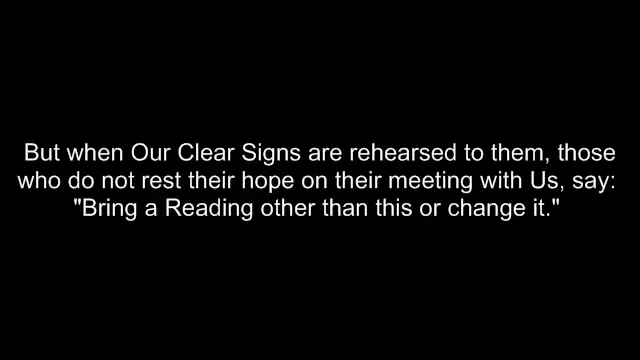 But when Our Clear Signs are rehearsed to them, those
who do not rest their hope on their meeting with Us, say:
"Bring a Reading other than this or change it."